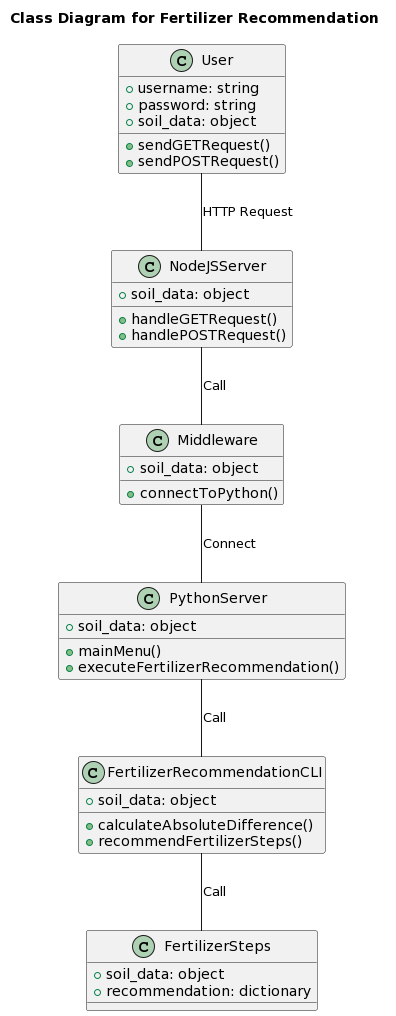 Class Diagram for Fertilizer Recommendation
C User
username: string
password: string
soil_data: object
sendGETRequest()
sendPOSTRequest()
HTTP Request
C NodeJSServer
soil_data: object
handleGETRequest()
handlePOSTRequest()
Call
C Middleware
soil_data: object
connectToPython()
Connect
C PythonServer
soil_data: object
mainMenu()
executeFertilizerRecommendation()
Call
C FertilizerRecommendationCLI
soil_data: object
calculateAbsoluteDifference()
recommendFertilizerSteps()
Call
C FertilizerSteps
soil_data: object
recommendation: dictionary